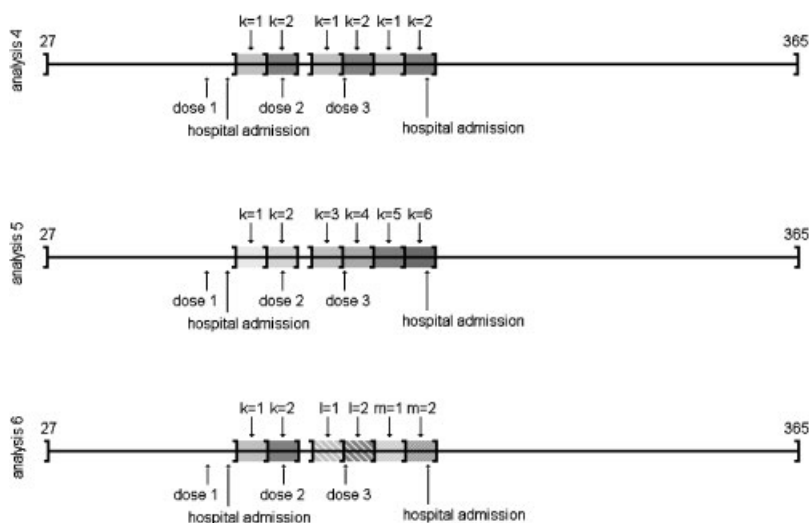 k=1 k=2 k=1 k=2 k=1 k=2
27 365
analysis 4
dose 1 dose 2 dose 3
hospital admission hospital admission
k=1 k=2 k=3 k=4 k=5 k=6
27 365
analysis 5
dose 1 dose 2 dose 3
hospital admission hospital admission
k=1 k=2 l=1 l=2 m=1 m=2
27 365
analysis 6
dose 1 dose 2 dose 3
hospital admission hospital admission